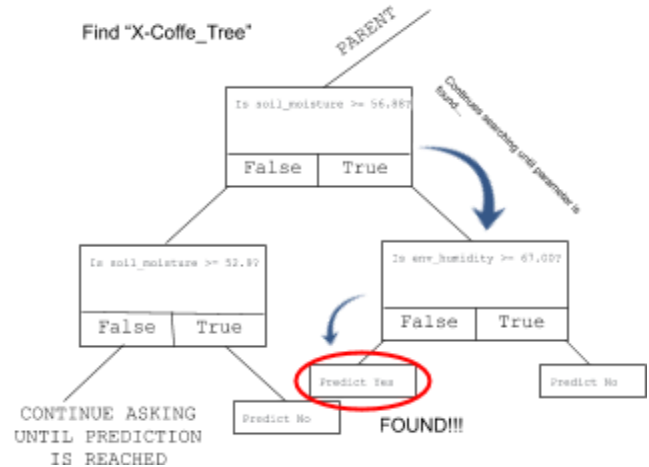 Find "X-Coffe_Tree"
PARENT
Is soil_moisture >= 56.88?
False True
Continues searching until parameter is
found...
Is soil_moisture >= 52.9?
False True
Is env_humidity >= 67.00?
False True
Predict Yes
Predict No
Predict No
FOUND!!!
CONTINUE ASKING
UNTIL PREDICTION
IS REACHED